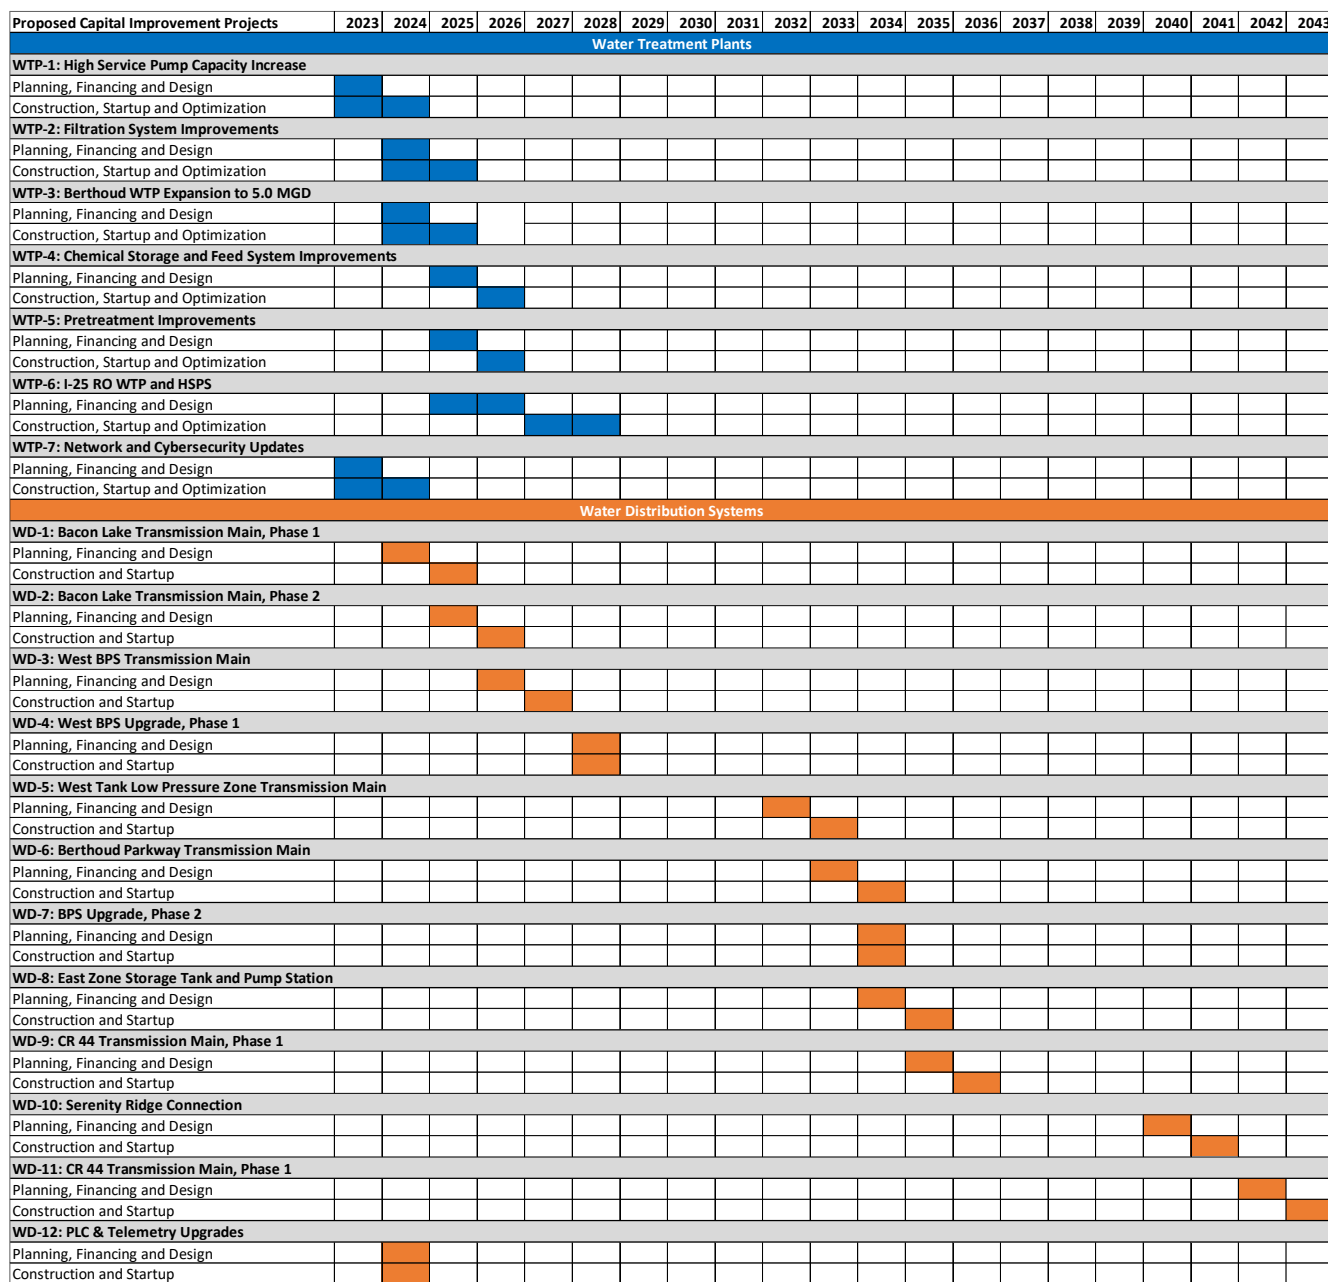 Proposed Capital Improvement Projects 2023 2024 2025 2026 2027 2028 2029 2030 2031 2032 2033 2034 2035 2036 2037 2038 2039 2040 2041 2042 2043
Water Treatment Plants
WTP-1: High Service Pump Capacity Increase
Planning, Financing and Design
Construction, Startup and Optimization
WTP-2: Filtration System Improvements
Planning, Financing and Design
Construction, Startup and Optimization
WTP-3: Berthoud WTP Expansion to 5.0 MGD
Planning, Financing and Design
Construction, Startup and Optimization
WTP-4: Chemical Storage and Feed System Improvements
Planning, Financing and Design
Construction, Startup and Optimization
WTP-5: Pretreatment Improvements
Planning, Financing and Design
Construction, Startup and Optimization
WTP-6: I-25 RO WTP and HSPS
Planning, Financing and Design
Construction, Startup and Optimization
WTP-7: Network and Cybersecurity Updates
Planning, Financing and Design
Construction, Startup and Optimization
Water Distribution Systems
WD-1: Bacon Lake Transmission Main, Phase 1
Planning, Financing and Design
Construction and Startup
WD-2: Bacon Lake Transmission Main, Phase 2
Planning, Financing and Design
Construction and Startup
WD-3: West BPS Transmission Main
Planning, Financing and Design
Construction and Startup
WD-4: West BPS Upgrade, Phase 1
Planning, Financing and Design
Construction and Startup
WD-5: West Tank Low Pressure Zone Transmission Main
Planning, Financing and Design
Construction and Startup
WD-6: Berthoud Parkway Transmission Main
Planning, Financing and Design
Construction and Startup
WD-7: BPS Upgrade, Phase 2
Planning, Financing and Design
Construction and Startup
WD-8: East Zone Storage Tank and Pump Station
Planning, Financing and Design
Construction and Startup
WD-9: CR 44 Transmission Main, Phase 1
Planning, Financing and Design
Construction and Startup
WD-10: Serenity Ridge Connection
Planning, Financing and Design
Construction and Startup
WD-11: CR 44 Transmission Main, Phase 1
Planning, Financing and Design
Construction and Startup
WD-12: PLC & Telemetry Upgrades
Planning, Financing and Design
Construction and Startup